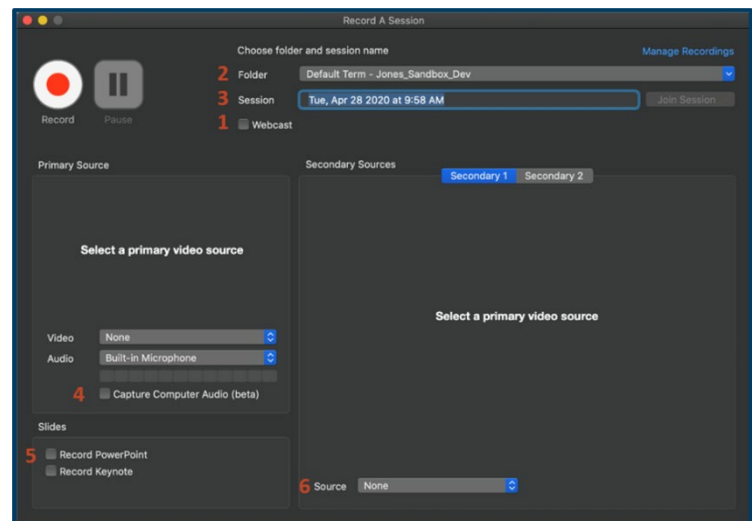 Record A Session
Choose folder and session name
Manage Recordings
2 Folder Default Term - Jones_Sandbox_Dev
3 Session Tue, Apr 28 2020 at 9:58 AM Join Session
Record Pause
1 Webcast
Primary Source
Secondary Sources
Secondary 1 Secondary 2
Select a primary video source
Select a primary video source
Video None
Audio Built-in Microphone
4 Capture Computer Audio (beta)
Slides
5 Record PowerPoint
Record Keynote
6 Source None